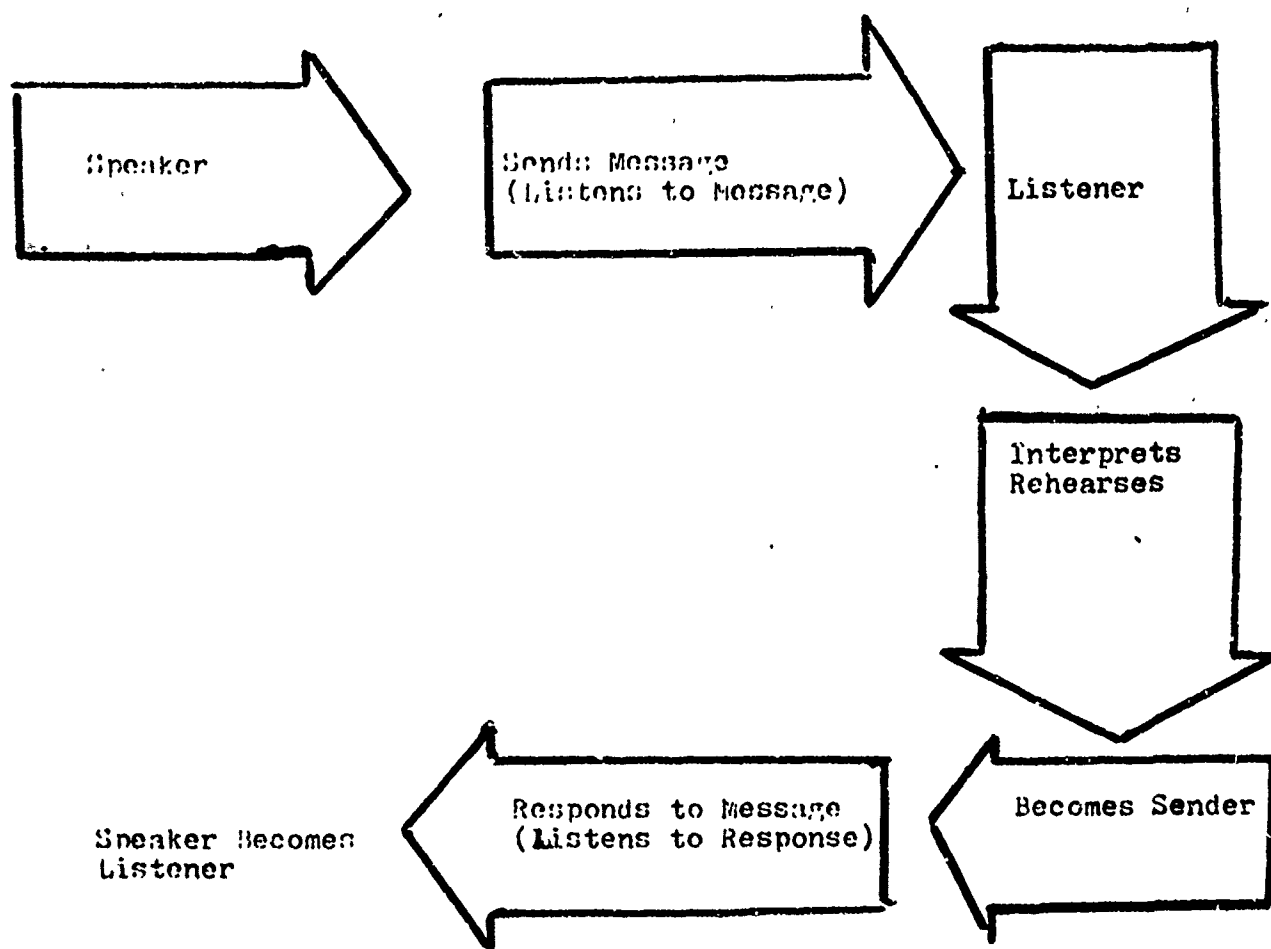 Speaker
Sends Message
(Listens to Message)
Listener
Interprets
Rehearses
Becomes Sender
Responds to Message
(Listens to Response)
Speaker Becomes
Listener